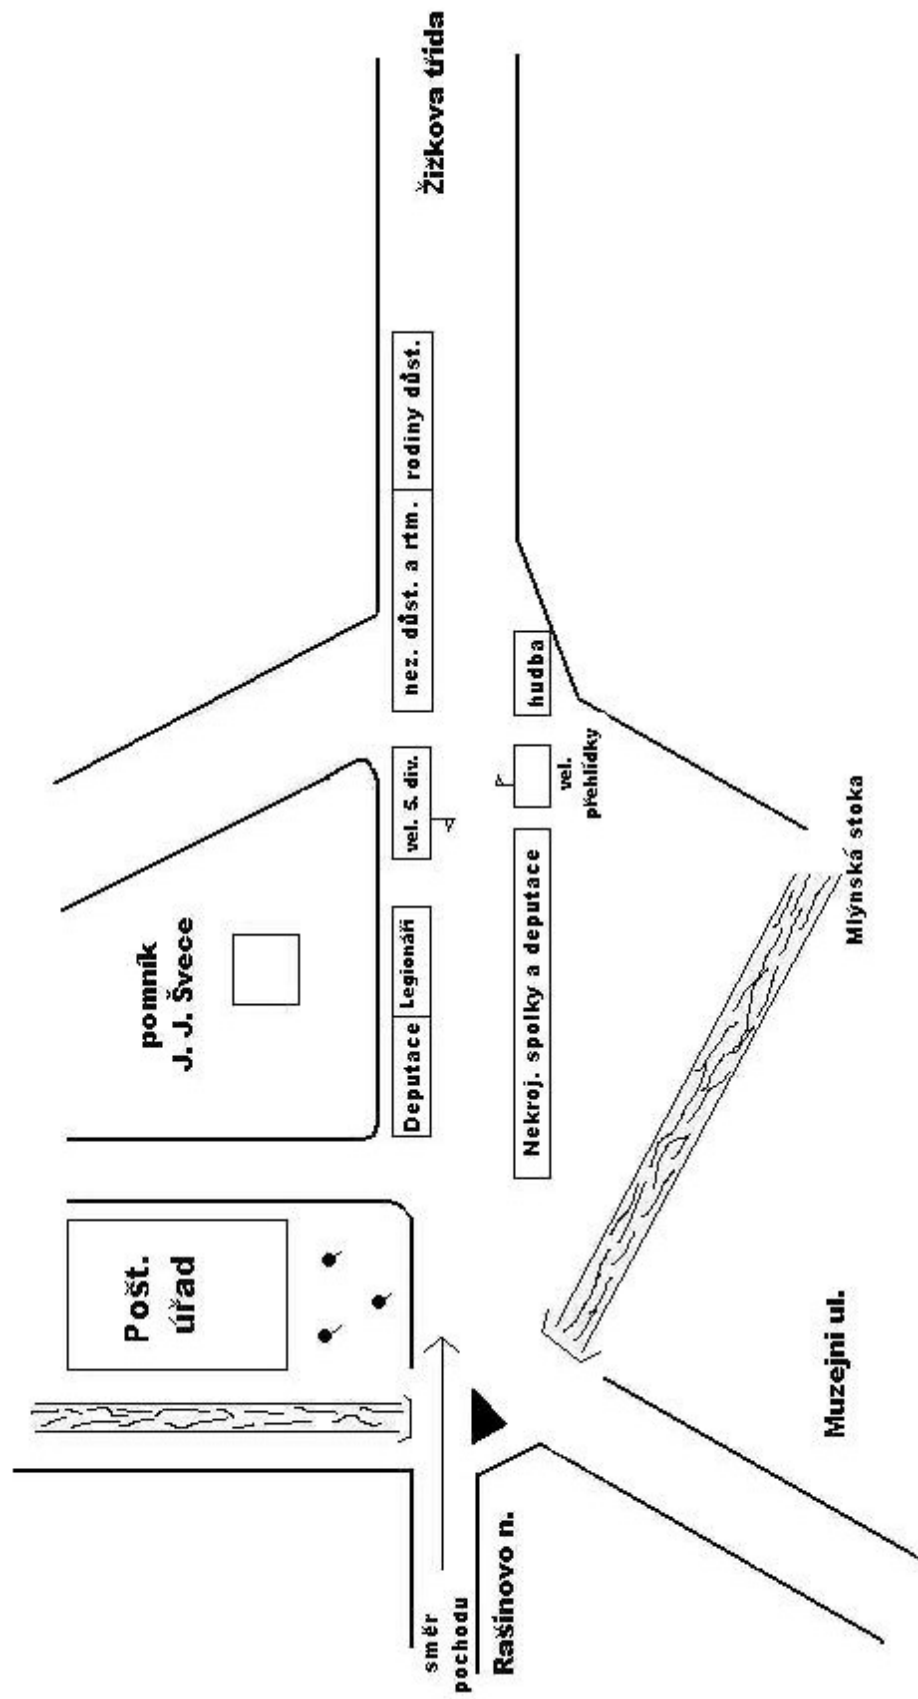 Žižkova třída
rodiny důst.
nez. důst. a rtm.
hudba
vel. 5. div.
vel.
přehlídky
Legionáři
Deputace
Nekroj. spolky a deputace
pomník
J. J. Švece
Mlýnská stoka
Pošt.
úřad
Muzejni ul.
směr
pochodu
Rašínovo n.